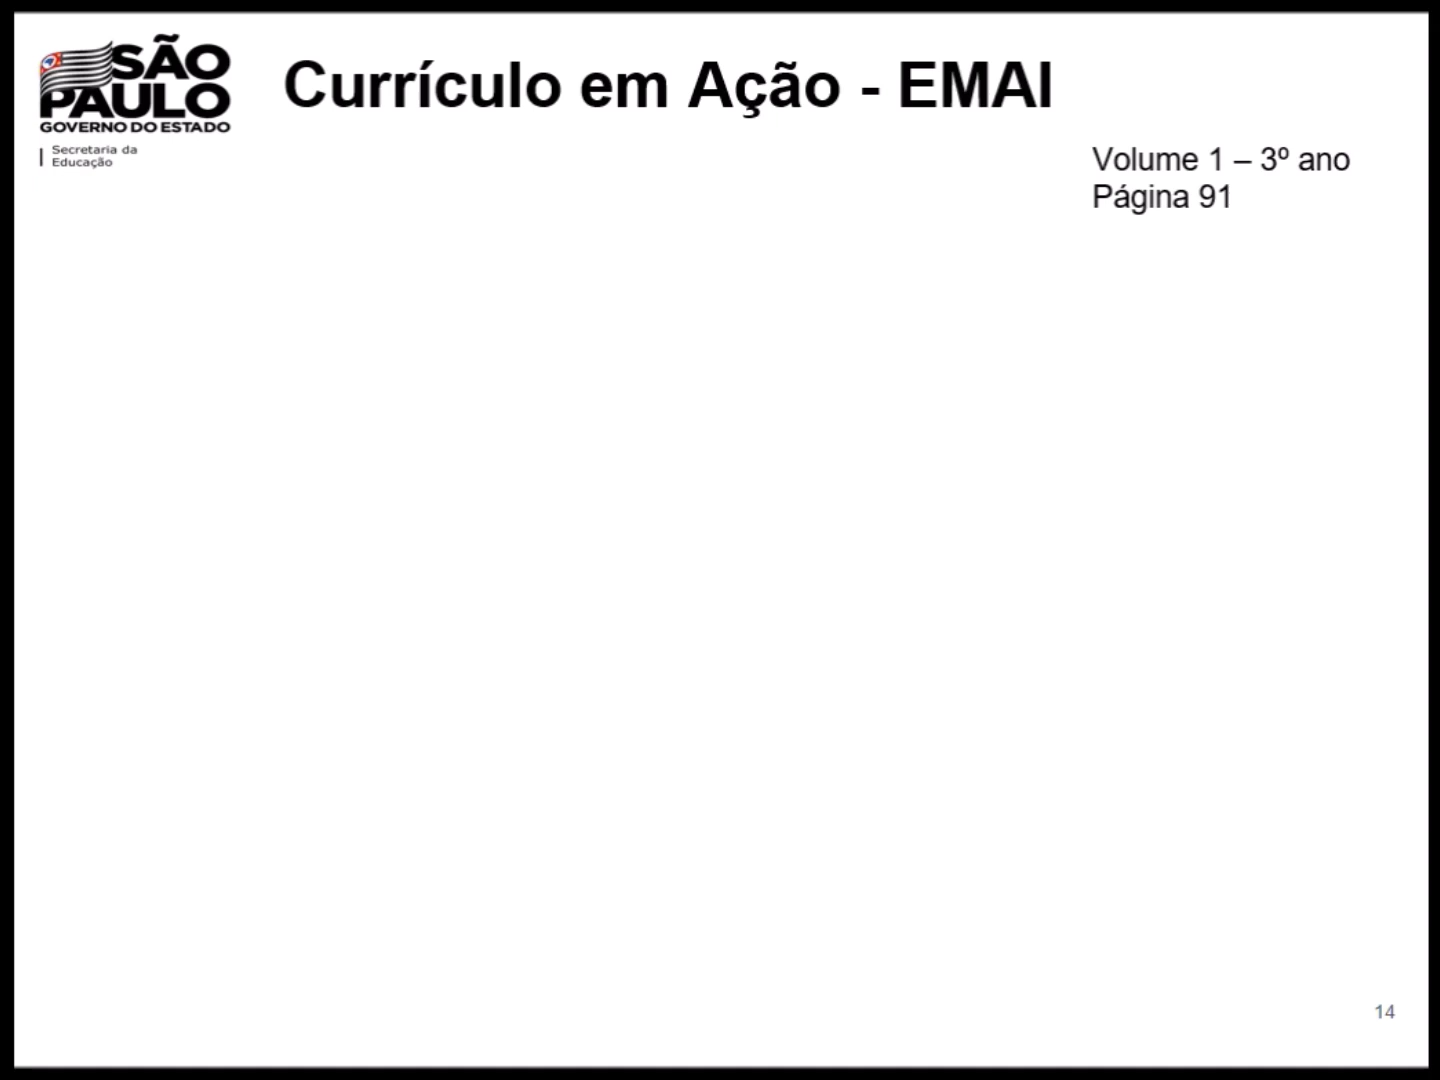 SÃO
PAULO
GOVERNO DO ESTADO
Secretaria da
Educação
Currículo em Ação - EMAI
Volume 1 – 3º ano
Página 91
14